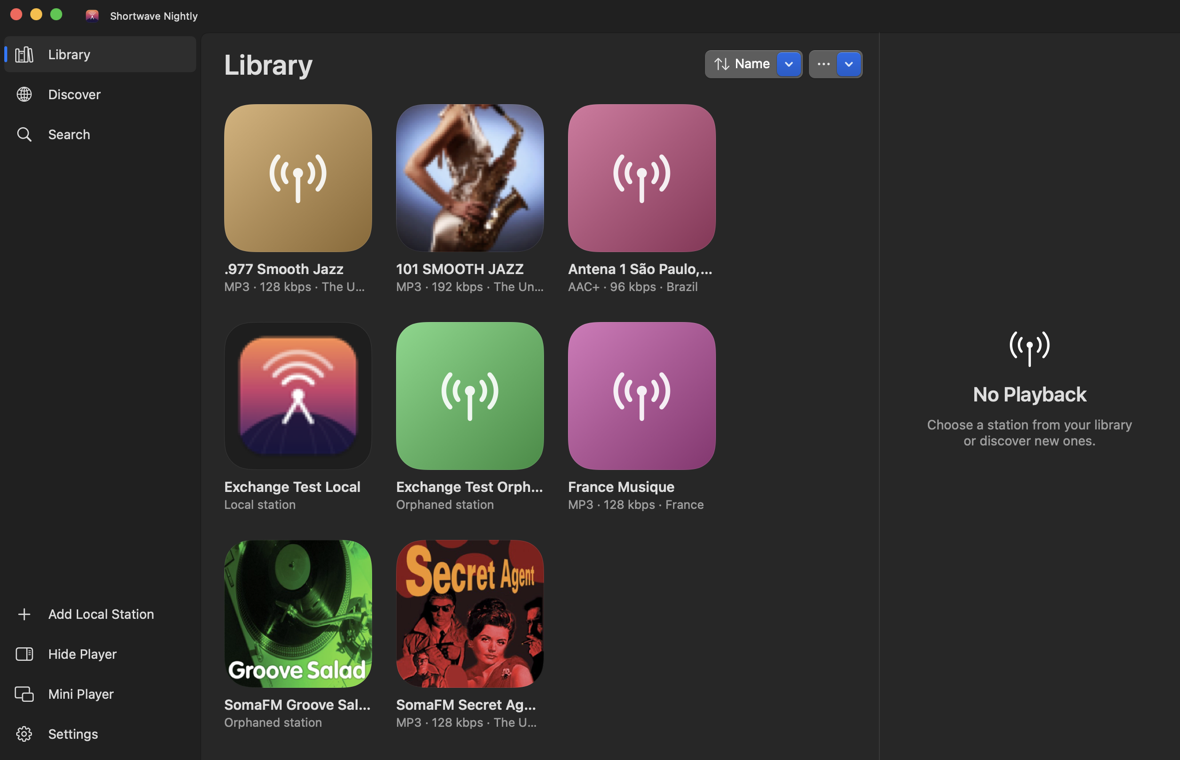 Shortwave Nightly
Library
Discover
Search
Add Local Station
Hide Player
Mini Player
Settings
Library
Name
.977 Smooth Jazz
MP3 · 128 kbps · The U...
101 SMOOTH JAZZ
MP3 · 192 kbps · The Un...
Antena 1 São Paulo,...
AAC+ · 96 kbps · Brazil
Exchange Test Local
Local station
Exchange Test Orph...
Orphaned station
France Musique
MP3 · 128 kbps · France
Groove Salad
SomaFM Groove Sal...
Orphaned station
Secret Agent
SomaFM Secret Ag...
MP3 · 128 kbps · The U...
No Playback
Choose a station from your library
or discover new ones.